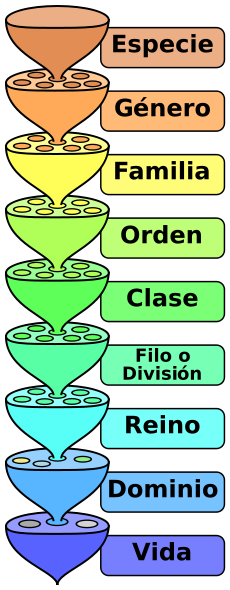 Especie
Género
Familia
Orden
Clase
Filo o
División
Reino
Dominio
Vida